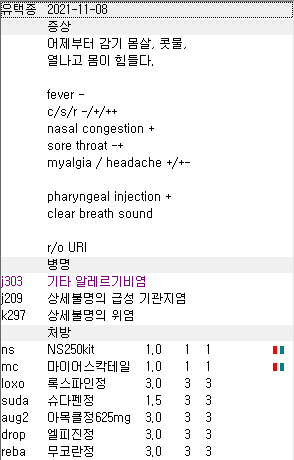 유택종 2021-11-08
증상
어제부터 감기 몸살, 콧물,
열나고 몸이 힘들다.
fever -
c/s/r -/+/++
nasal congestion +
sore throat -+
myalgia / headache +/+-
pharyngeal injection +
clear breath sound
r/o URI
병명
j303 기타 알레르기비염
j209 상세불명의 급성 기관지염
k297 상세불명의 위염
처방
ns NS250kit 1.0 1 1
mc 마이어스칵테일 1.0 1 1
loxo 록스파인정 3.0 3 3
suda 슈다펜정 1.5 3 3
aug2 아목클정625mg 3.0 3 3
drop 엘피진정 3.0 3 3
reba 무코란정 3.0 3 3